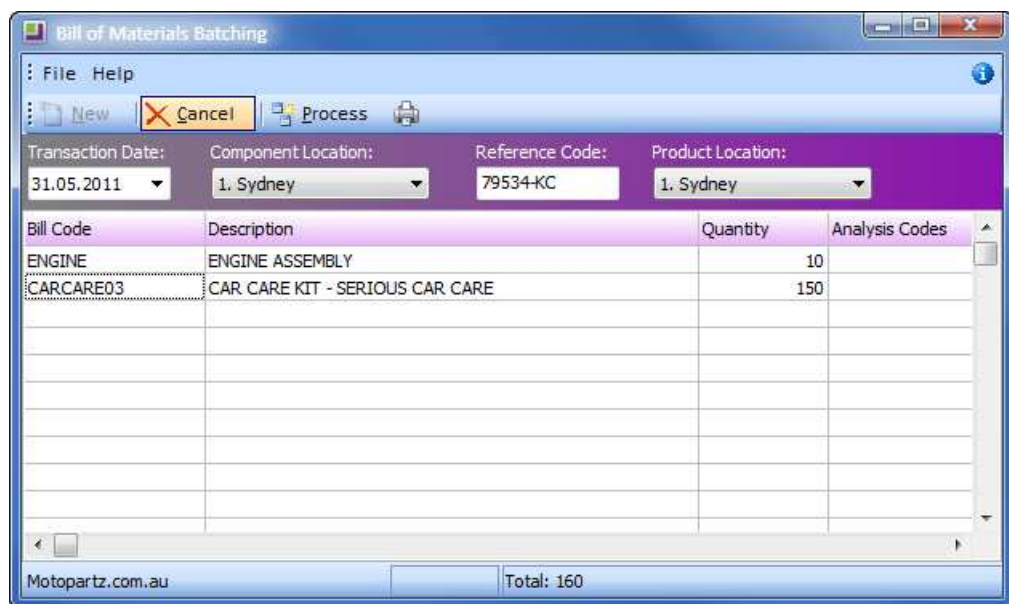 Bill of Materials Batching
File Help
New Cancel Process
Transaction Date: Component Location: Reference Code: Product Location:
31.05.2011 1. Sydney 79534-KC 1. Sydney
Bill Code Description Quantity Analysis Codes
ENGINE ENGINE ASSEMBLY 10
CARCARE03 CAR CARE KIT - SERIOUS CAR CARE 150
Motopartz.com.au Total: 160